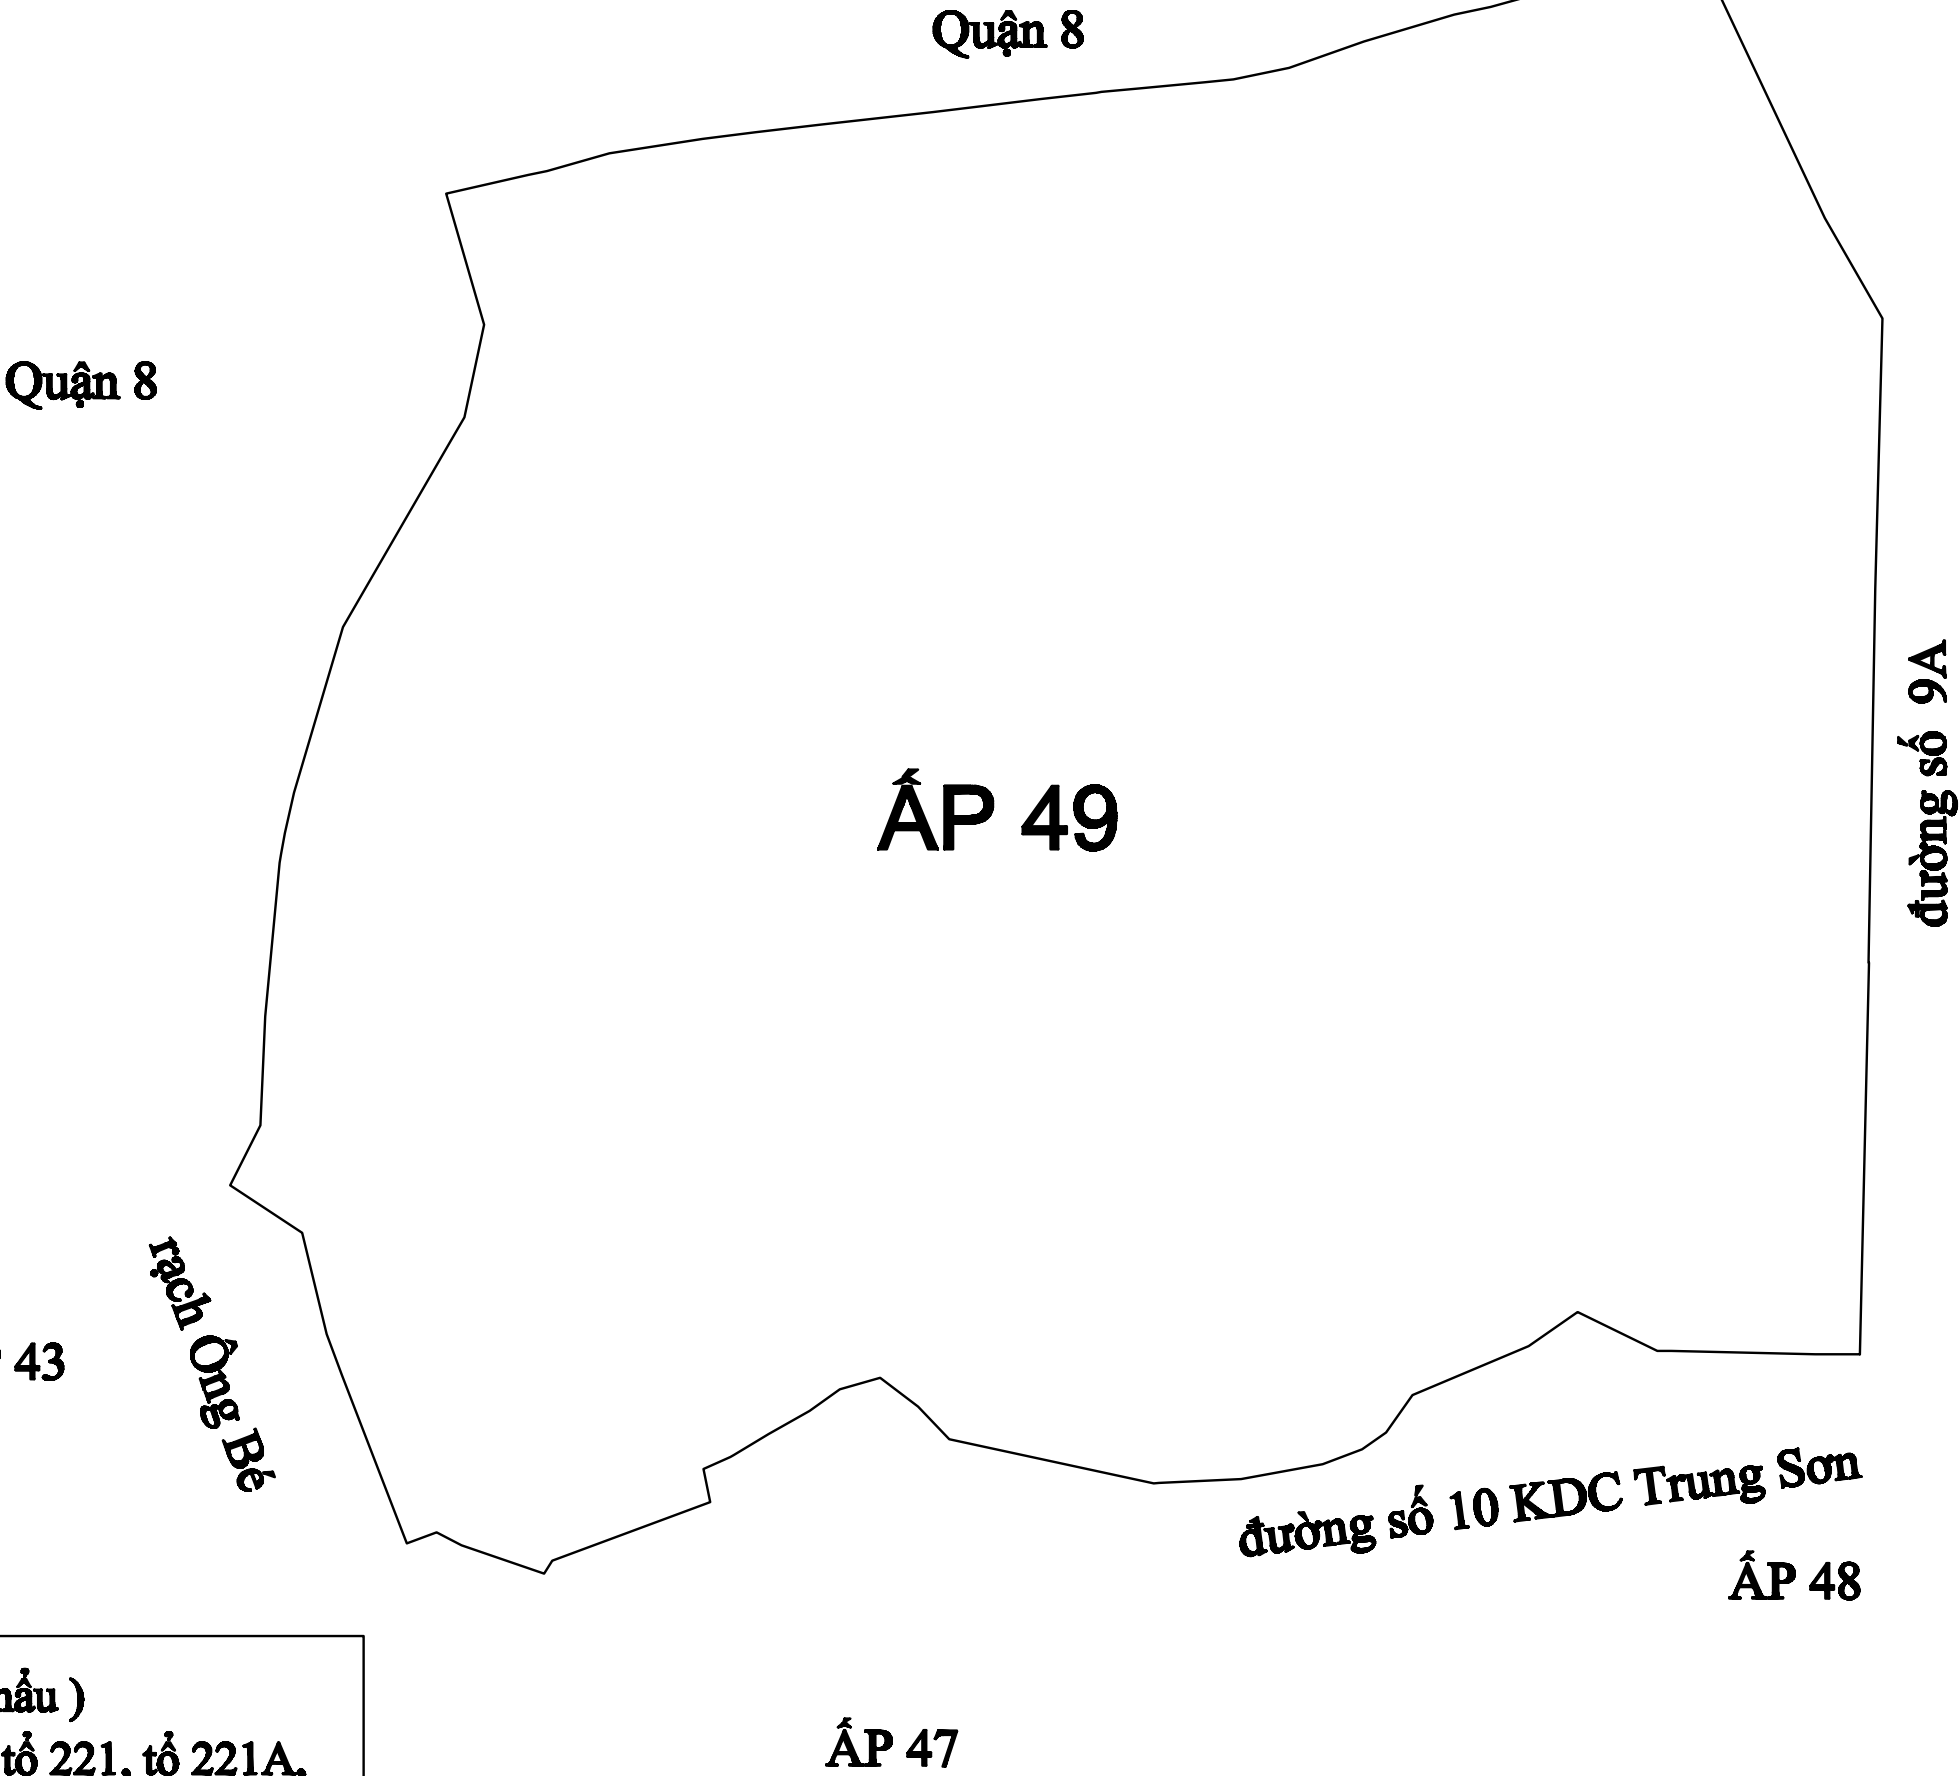 Quận 8
Quận 8
đường số 9A
ẤP 49
rạch Ông Bé
43
đường số 10 KDC Trung Sơn
ẤP 48
)
tổ 221, tổ 221A,
ẤP 47